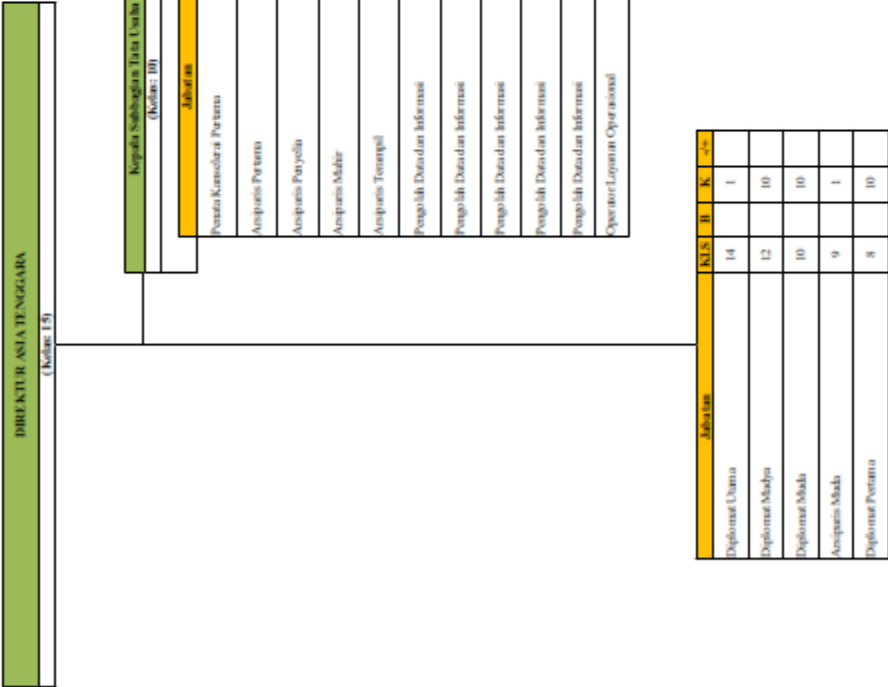 DIREKTUR ASIA TENGGARA
(Kelas: 15)
Kepala Subbagian Tata Usaha
(Kelas: 10)
Jabatan
Penata Kanselerai Pertama
Arsiparis Pertama
Arsiparis Penyelia
Arsiparis Mahir
Arsiparis Terampil
Pengolah Data dan Informasi
Pengolah Data dan Informasi
Pengolah Data dan Informasi
Pengolah Data dan Informasi
Pengolah Data dan Informasi
Operator Layanan Operasional
Jabatan KLS B K -/+
Diplomat Utama 14 1
Diplomat Madya 12 10
Diplomat Muda 10 10
Arsiparis Muda 9 1
Diplomat Pertama 8 10